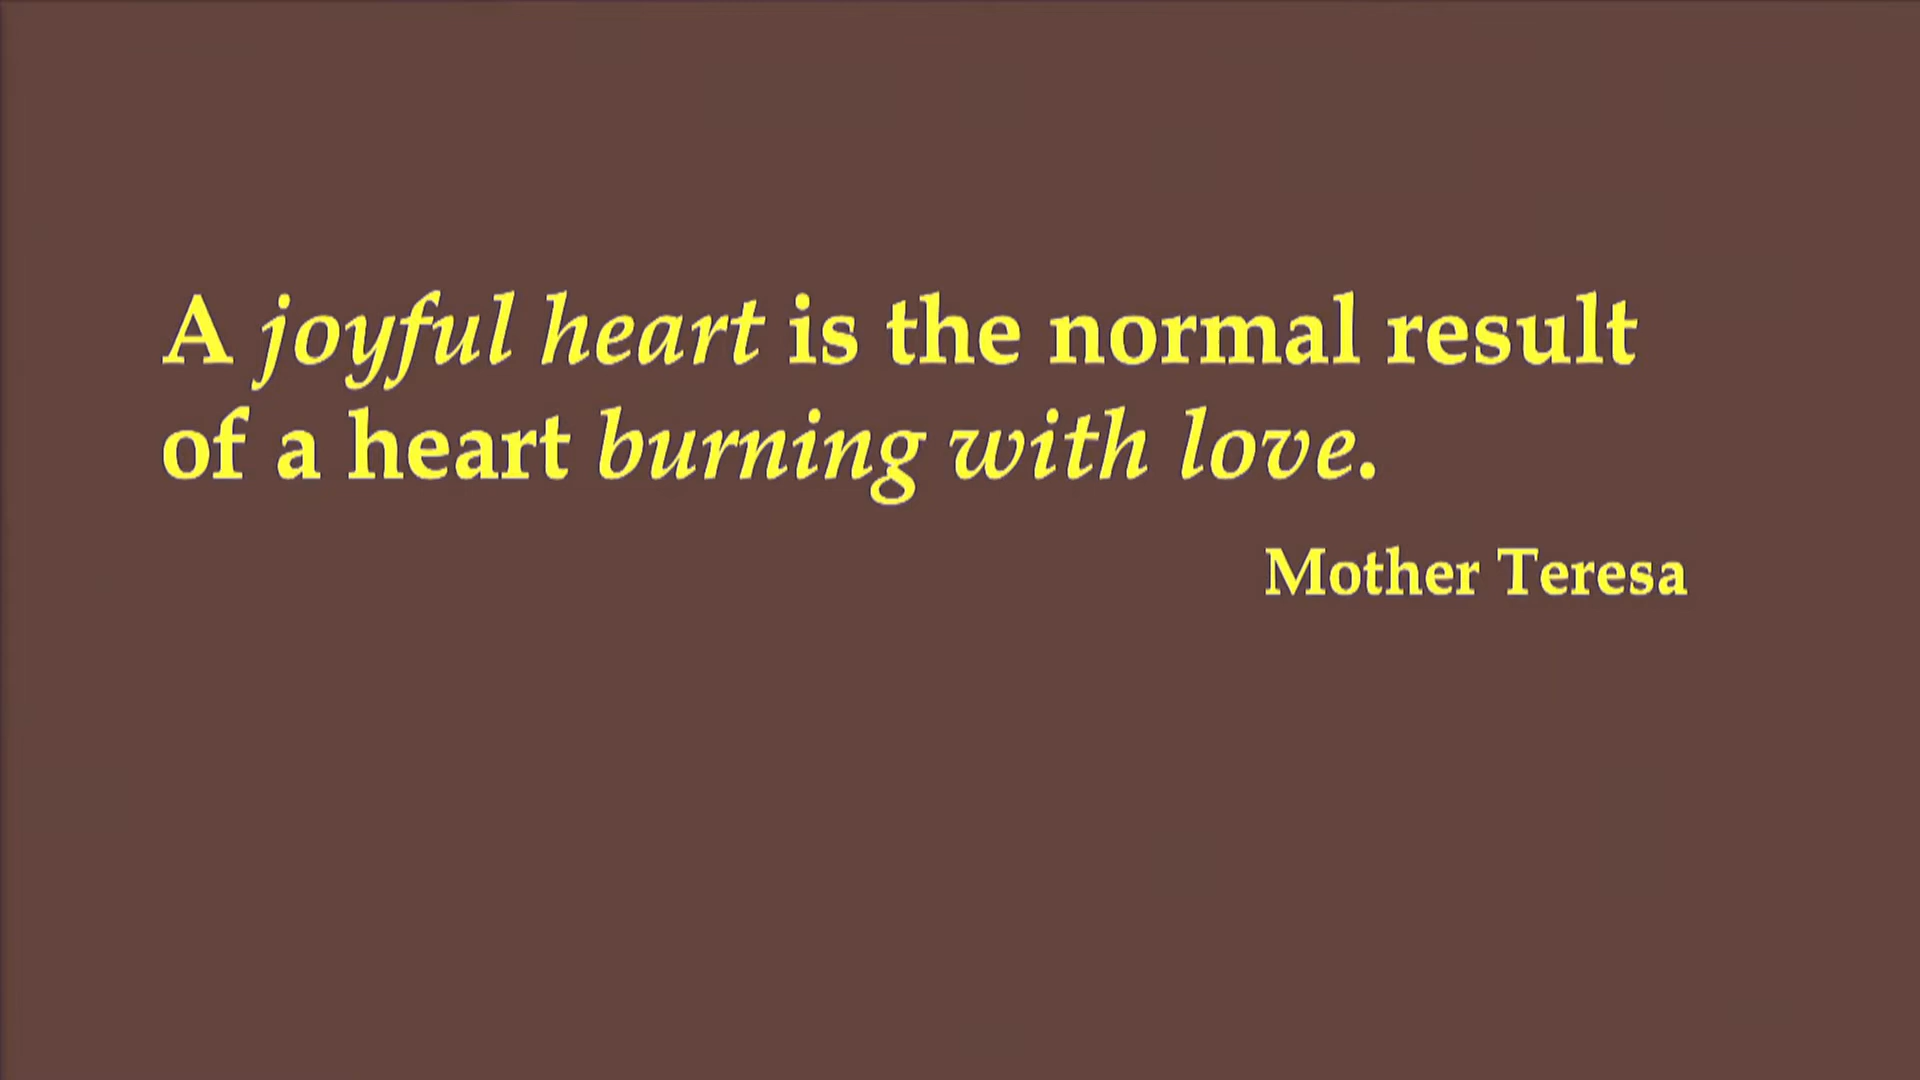 A joyful heart is the normal result
of a heart burning with love.
Mother Teresa